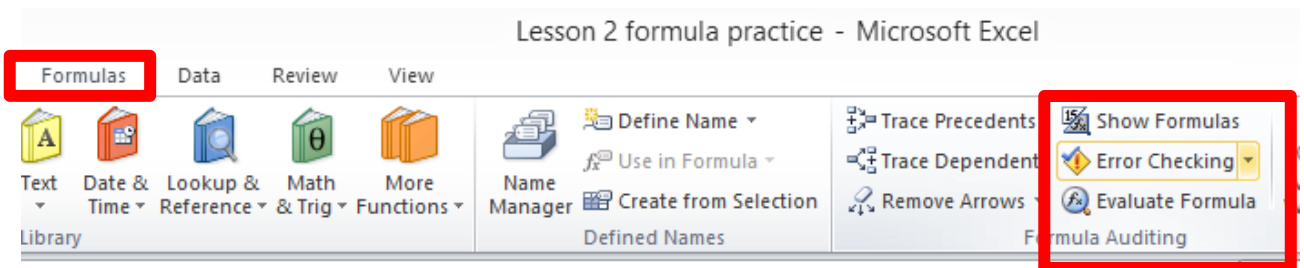 Lesson 2 formula practice - Microsoft Excel
Formulas Data Review View
A θ
Define Name Trace Precedents Show Formulas
fx Use in Formula Trace Dependent Error Checking
Text Date & Lookup & Math More Name
Time Reference & Trig Functions Manager Create from Selection Remove Arrows Evaluate Formula
Library Defined Names Formula Auditing